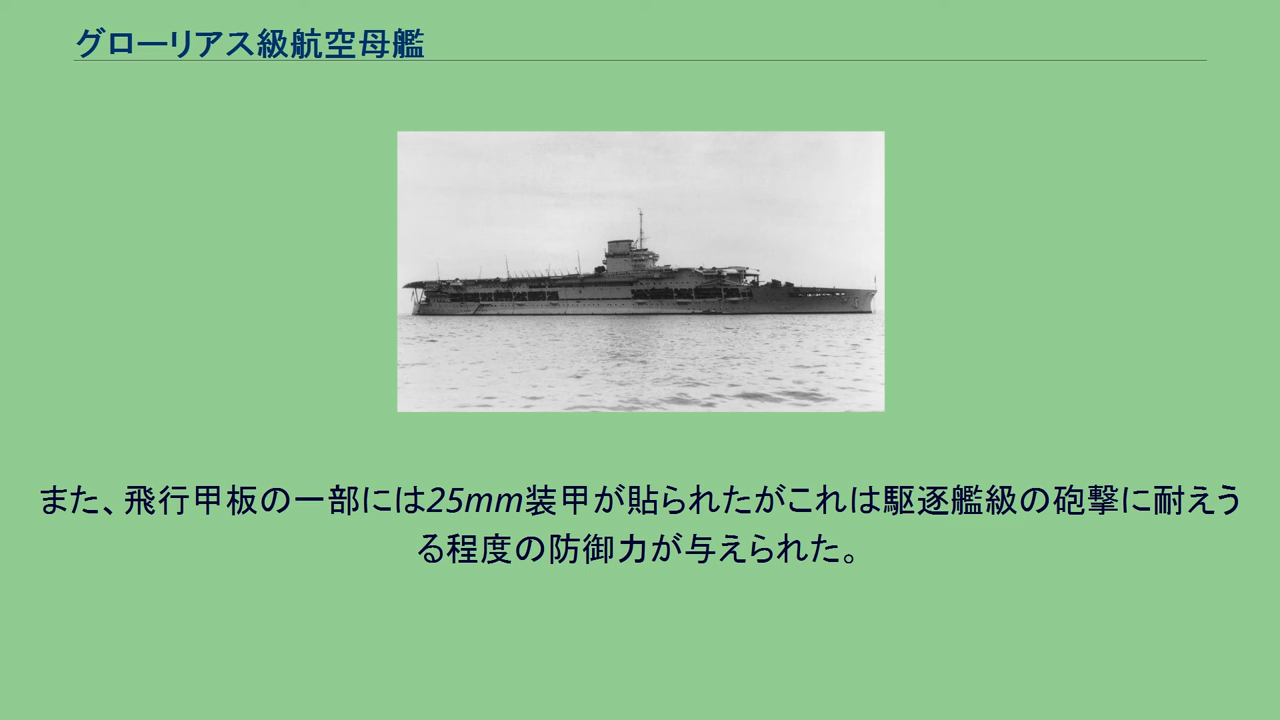 グローリアス級航空母艦
また、飛行甲板の一部には25mm装甲が貼られたがこれは駆逐艦級の砲撃に耐えう
る程度の防御力が与えられた。